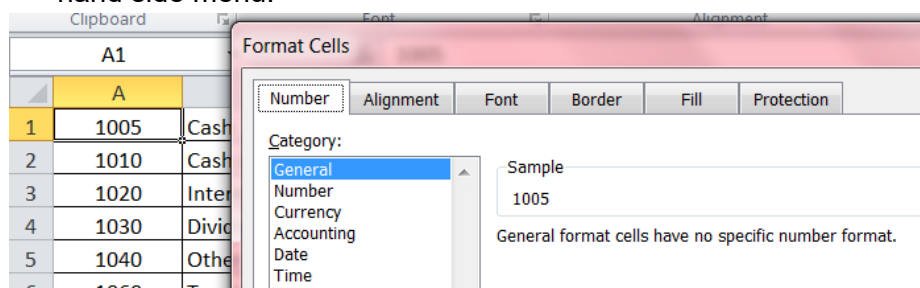 Clipboard Font Alignment
A1
Format Cells
Number Alignment Font Border Fill Protection
A
1 1005 Cash
2 1010 Cash
3 1020 Inter
4 1030 Divid
5 1040 Othe
Category:
General
Number
Currency
Accounting
Date
Time
Sample
1005
General format cells have no specific number format.